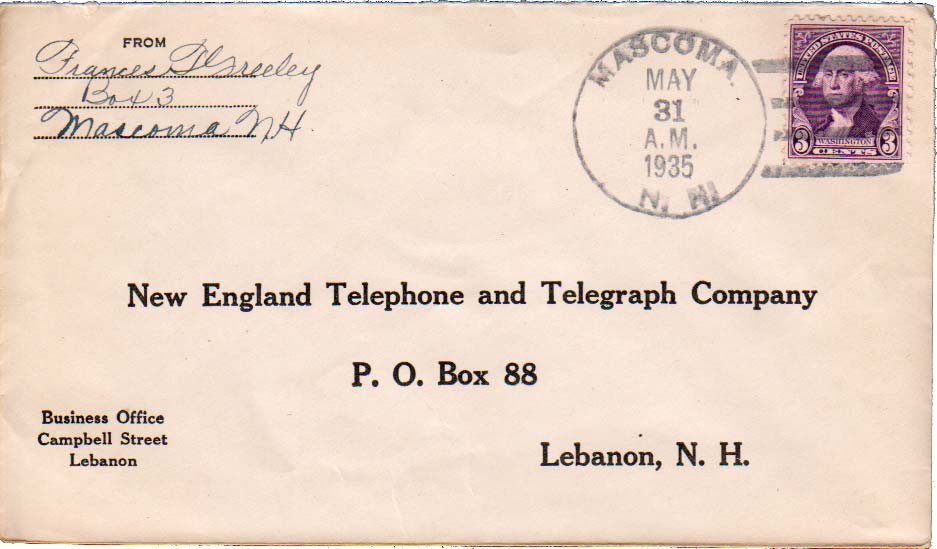 FROM
Frances D Greeley
Box 3
Mascoma NH
MASCOMA.
MAY
31
A.M.
1935
N. H.
UNITED STATES POSTAGE
3 WASHINGTON 3
CENTS
New England Telephone and Telegraph Company
P. O. Box 88
Business Office
Campbell Street
Lebanon
Lebanon, N. H.